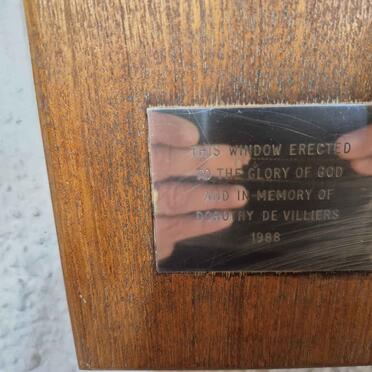 THIS WINDOW ERECTED
TO THE GLORY OF GOD
AND IN MEMORY OF
DOROTHY DE VILLIERS
1988